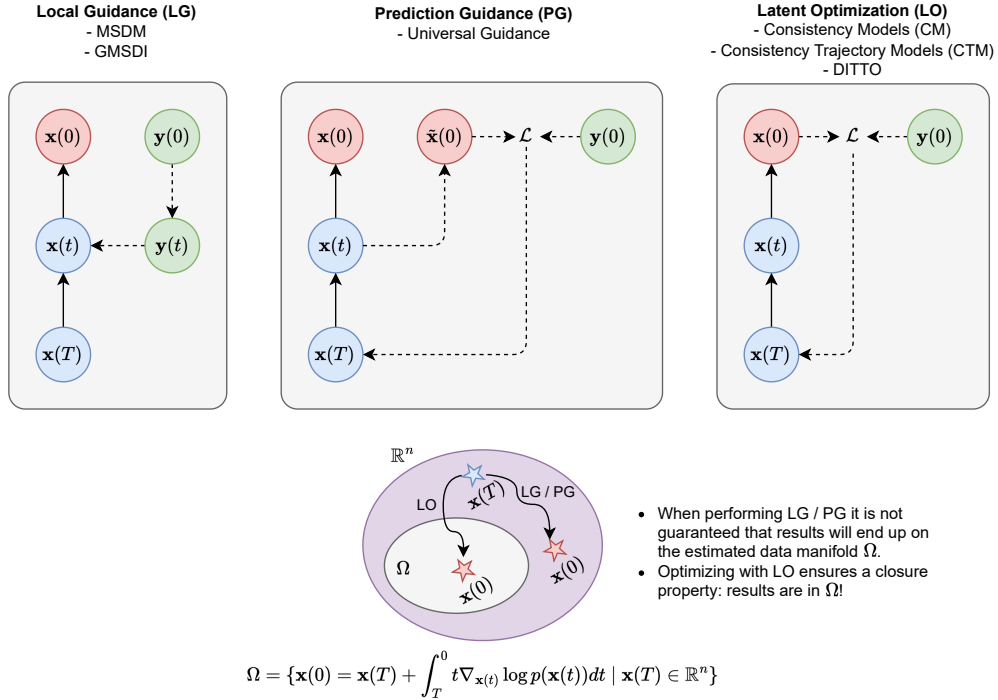 Local Guidance (LG)
- MSDM
- GMSDI
Prediction Guidance (PG)
- Universal Guidance
Latent Optimization (LO)
- Consistency Models (CM)
- Consistency Trajectory Models (CTM)
- DITTO
x(0)
y(0)
x(t)
y(t)
x(T)
x(0)
x̃(0)
ℒ
y(0)
x(t)
x(T)
x(0)
ℒ
y(0)
x(t)
x(T)
ℝⁿ
x(T)
LO
LG / PG
Ω
x(0)
x(0)
• When performing LG / PG it is not
guaranteed that results will end up on
the estimated data manifold Ω.
• Optimizing with LO ensures a closure
property: results are in Ω!
Ω = {x(0) = x(T) + ∫_T^0 t∇_{x(t)} log p(x(t))dt | x(T) ∈ ℝⁿ}